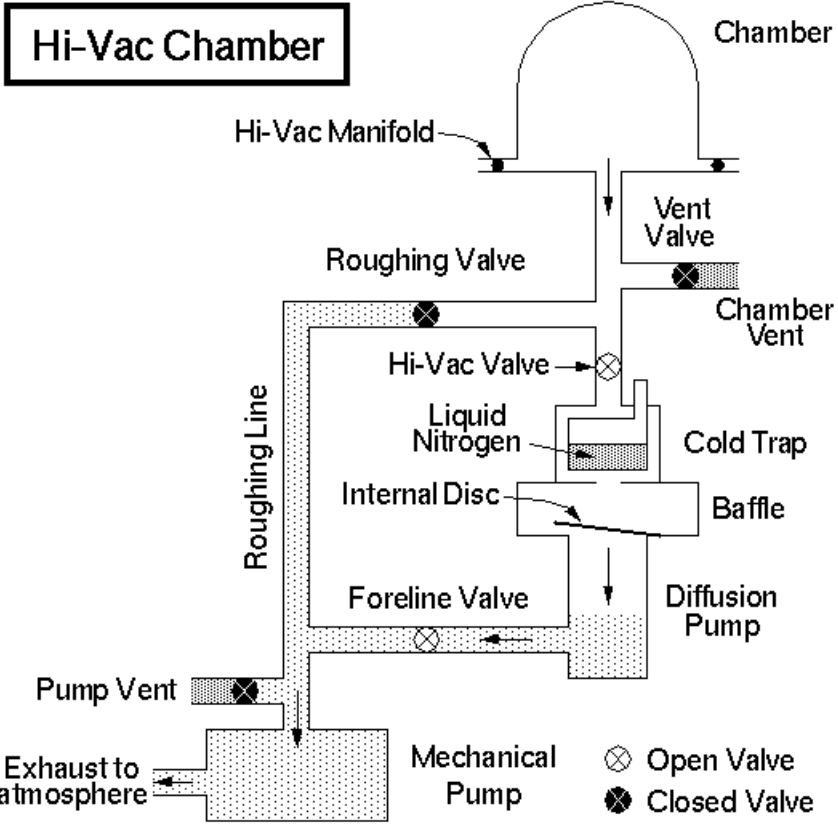 Hi-Vac Chamber
Chamber
Hi-Vac Manifold
Vent
Valve
Roughing Valve
Chamber
Vent
Hi-Vac Valve
Liquid
Nitrogen
Cold Trap
Roughing Line
Internal Disc
Baffle
Foreline Valve
Diffusion
Pump
Pump Vent
Mechanical
Pump
Exhaust to
atmosphere
Open Valve
Closed Valve